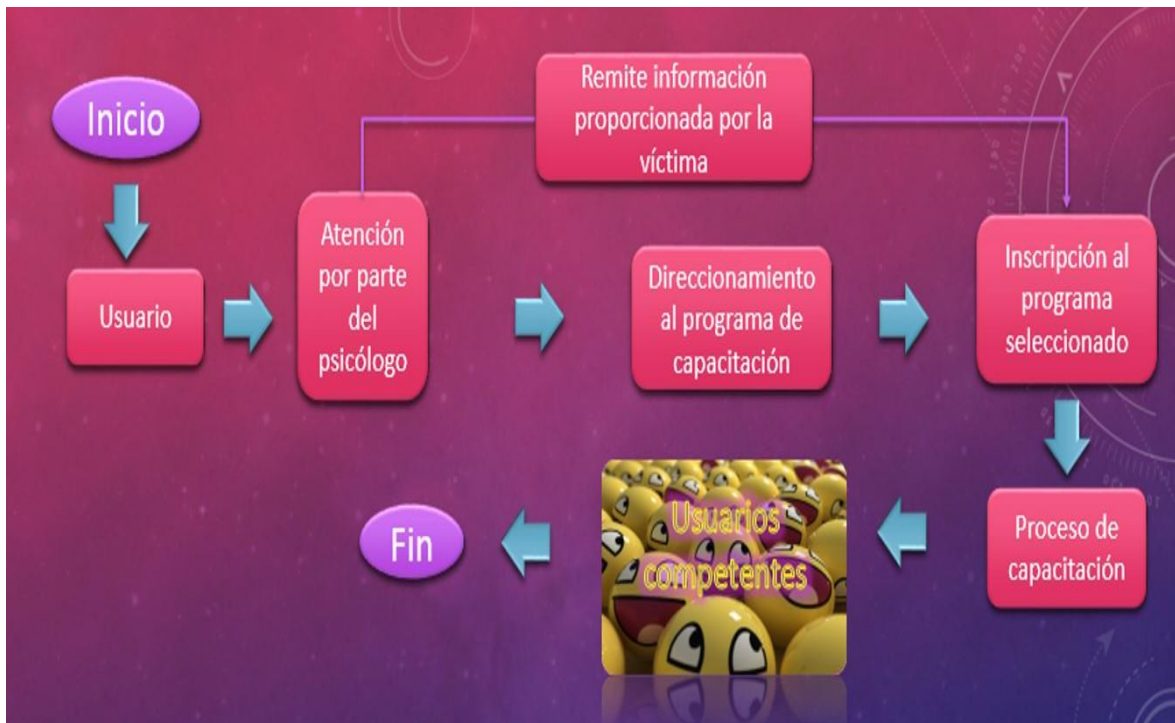 Inicio
Remite información
proporcionada por la
víctima
Usuario
Atención
por parte
del
psicólogo
Direccionamiento
al programa de
capacitación
Inscripción al
programa
seleccionado
Proceso de
capacitación
Usuarios
competentes
Fin